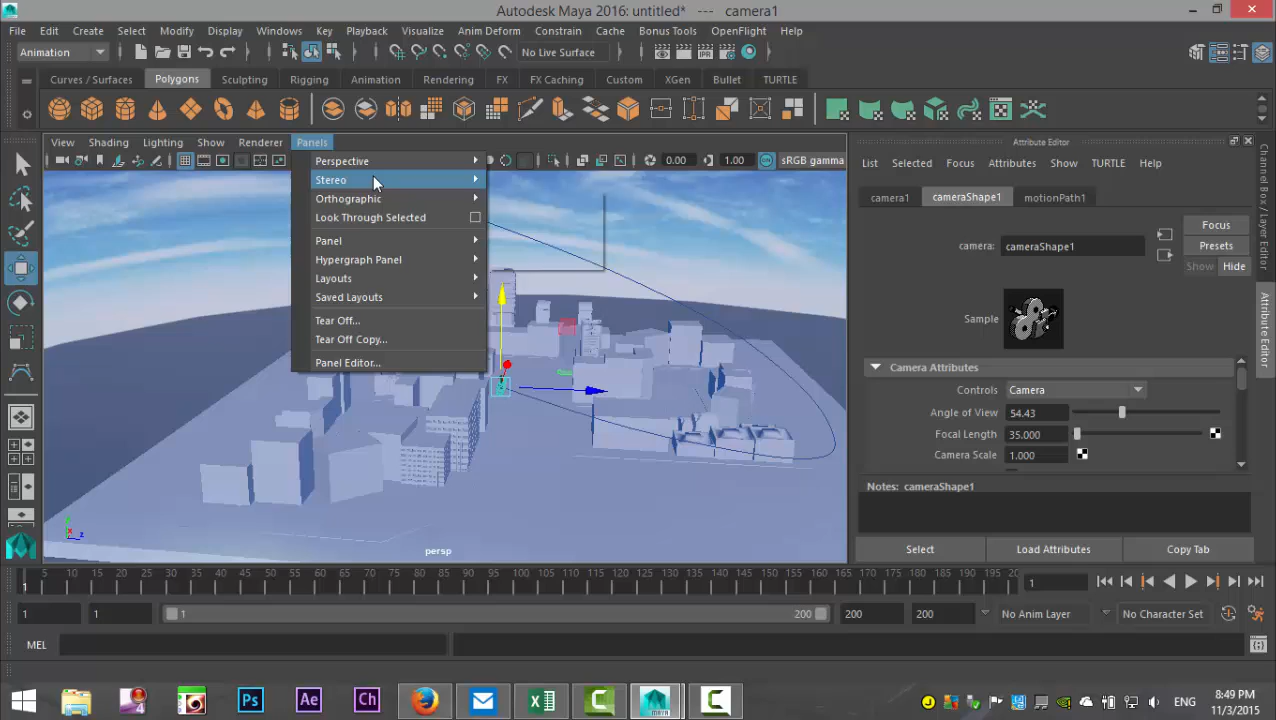 Autodesk Maya 2016: untitled* --- camera1
File Edit Create Select Modify Display Windows Key Playback Visualize Anim Deform Constrain Cache Bonus Tools OpenFlight Help
Animation No Live Surface
Curves / Surfaces Polygons Sculpting Rigging Animation Rendering FX FX Caching Custom XGen Bullet TURTLE
View Shading Lighting Show Renderer Panels
0.00 1.00 sRGB gamma
Perspective
Stereo
Orthographic
Look Through Selected
Panel
Hypergraph Panel
Layouts
Saved Layouts
Tear Off...
Tear Off Copy...
Panel Editor...
persp
Attribute Editor
List Selected Focus Attributes Show TURTLE Help
camera1 cameraShape1 motionPath1
Focus
camera: cameraShape1 Presets
Show Hide
Sample
Camera Attributes
Controls Camera
Angle of View 54.43
Focal Length 35.000
Camera Scale 1.000
Notes: cameraShape1
Select Load Attributes Copy Tab
Channel Box / Layer Editor
Attribute Editor
5 10 15 20 25 30 35 40 45 50 55 60 65 70 75 80 85 90 95 100 105 110 115 120 125 130 135 140 145 150 155 160 165 170 175 180 185 190 195
1 1
1 1 1 200 200 200 No Anim Layer No Character Set
MEL
Ps Ae Ch MAYA
ENG 8:49 PM
11/3/2015